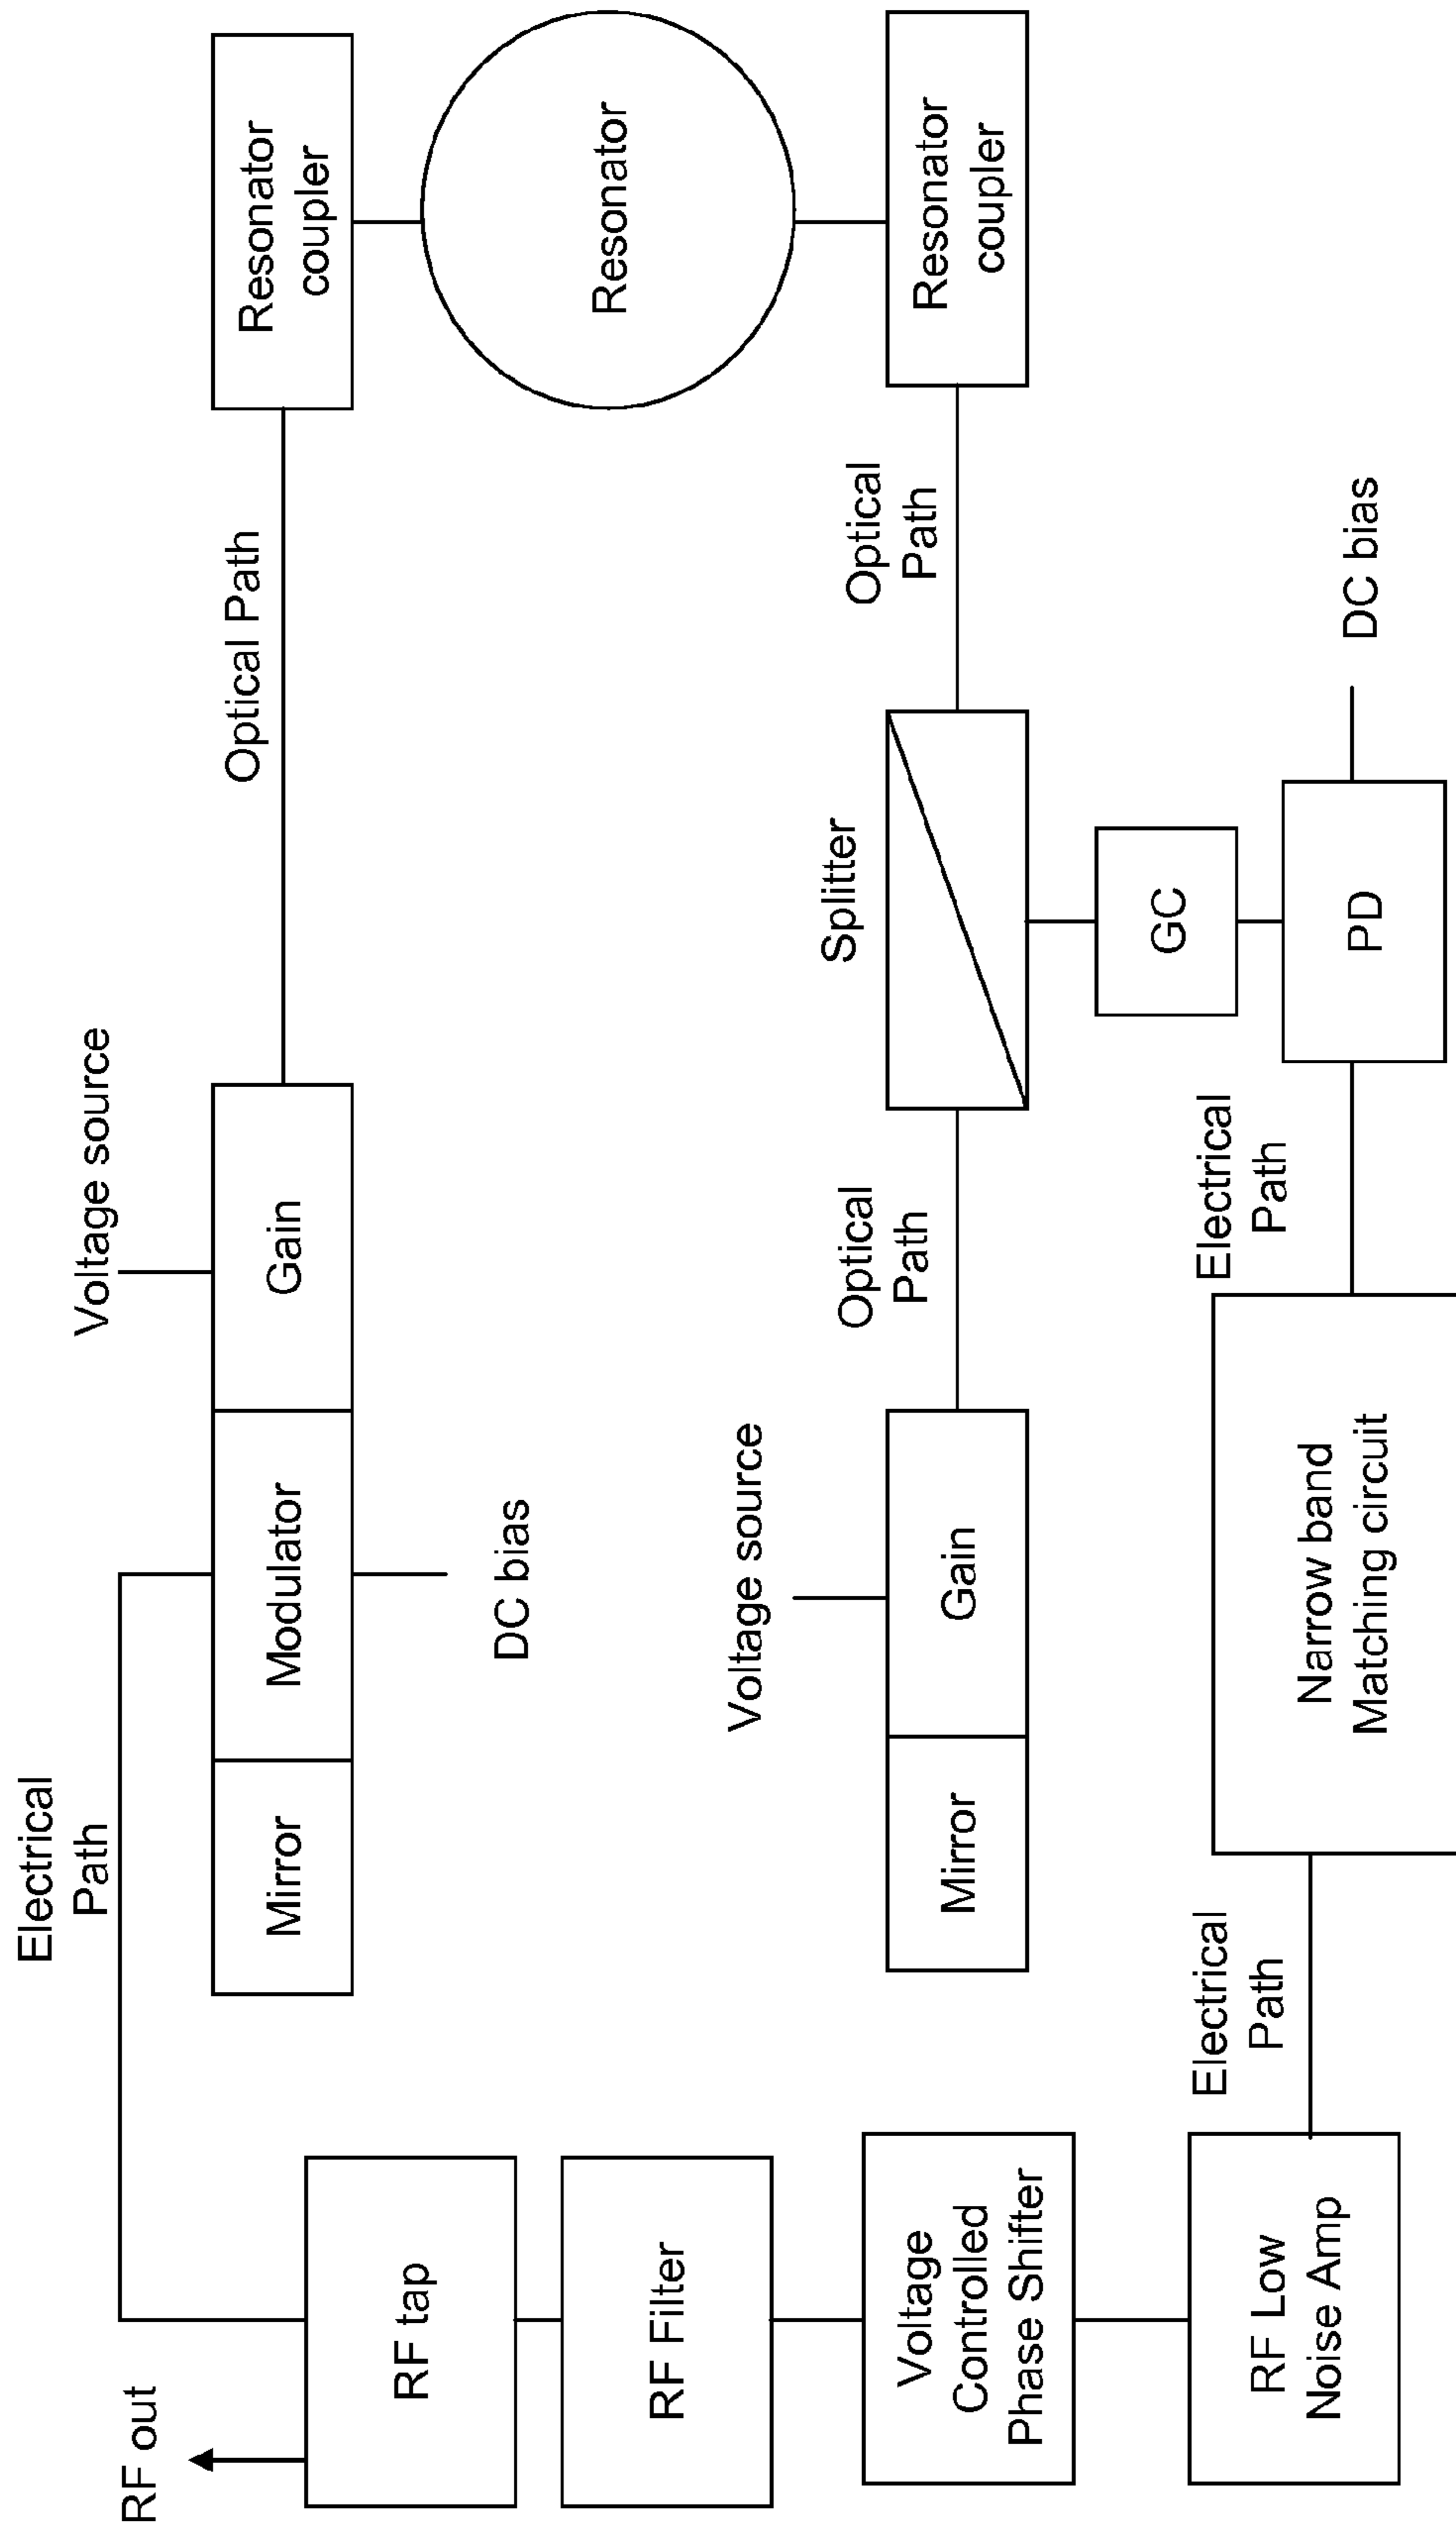 RF out
Electrical
Path
Voltage source
RF tap
Mirror
Modulator
Gain
Optical Path
Resonator
coupler
DC bias
RF Filter
Resonator
Voltage
Controlled
Phase Shifter
Voltage source
Mirror
Gain
Optical
Path
Splitter
Optical
Path
Resonator
coupler
GC
RF Low
Noise Amp
Electrical
Path
Narrow band
Matching circuit
Electrical
Path
PD
DC bias